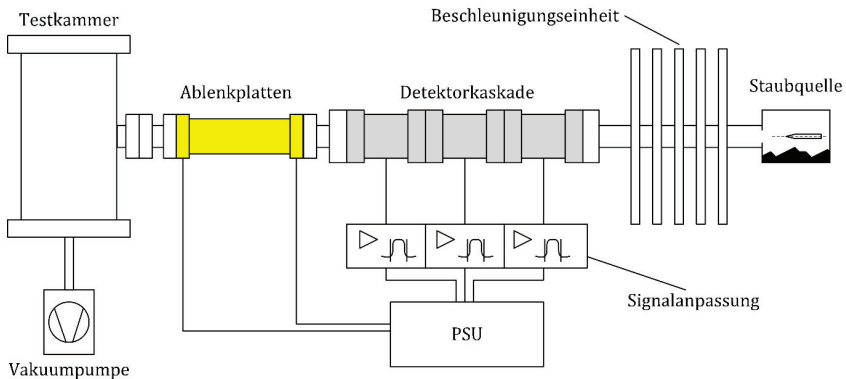 Testkammer
Beschleunigungseinheit
Ablenkplatten
Detektorkaskade
Staubquelle
Signalanpassung
PSU
Vakuumpumpe